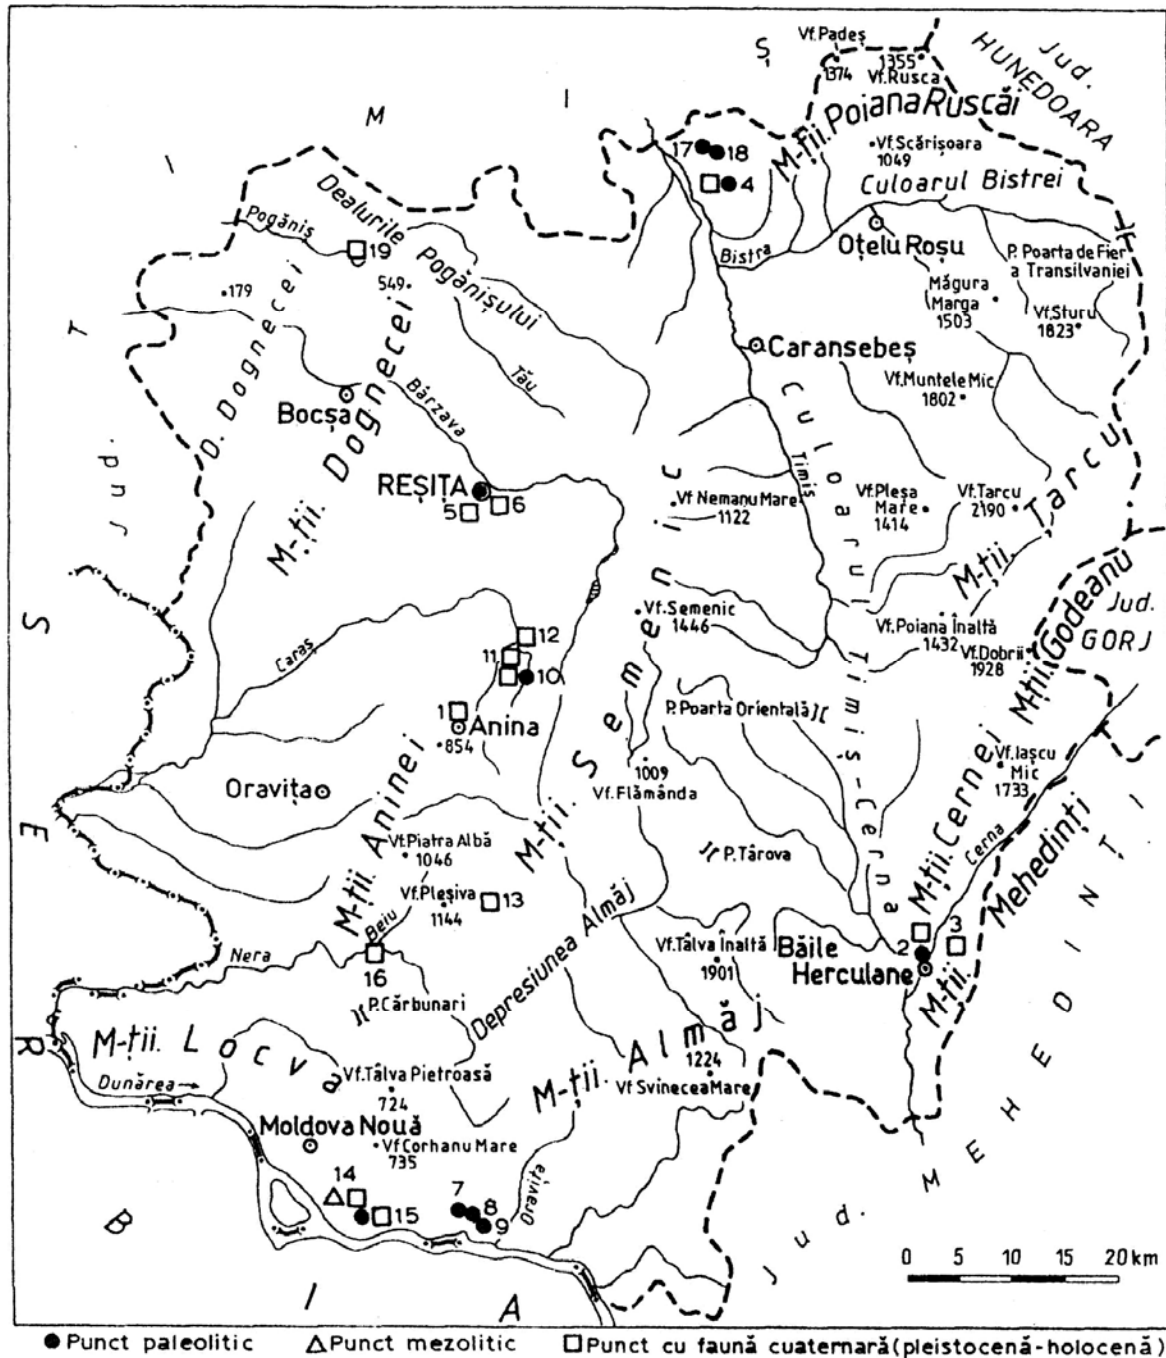 Vf.Padeș
1374
1355
Vf.Rusca
Jud.
HUNEDOARA
M-ții. Poiana Ruscăi
T I M I Ș
Jud.
17
18
4
Vf.Scărișoara
1049
Culoarul Bistrei
Dealurile Pogănișului
Pogăniș
19
549
179
Bistra
Oțelu Roșu
P. Poarta de Fier
a Transilvaniei
Măgura
Marga
1503
Vf.Sturu
1823
D. Dognecei
M-ții. Dognecei
Tău
Bârzava
Bocșa
Caransebeș
Vf.Muntele Mic
1802
Culoarul Timiș-Cerna
Timiș
REȘIȚA
5
6
Vf Nemanu Mare
1122
Vf.Pleșa
Mare
1414
Vf.Tarcu
2190
M-ții. Țarcu
M-ții. Semenicului
Vf.Semenic
1446
Vf.Poiana Înaltă
1432
Vf.Dobrii
1928
M-ții. Godeanu
Jud.
GORJ
Caraș
12
11
10
1
Anina
854
P. Poarta Orientală
Oravița
1009
Vf.Flămânda
M-ții. Cernei
Vf.Iașcu
Mic
1733
Cerna
M-ții. Aninei
Vf.Piatra Albă
1046
P.Târova
Vf.Pleșiva
1144
13
Beiu
Nera
16
Depresiunea Almăj
Vf.Tâlva Înaltă
1901
Băile
Herculane
2
3
M-ții. Mehedinți
P.Cărbunari
M-ții. Locva
Dunărea
Vf.Tâlva Pietroasă
724
M-ții. Almăj
1224
Vf SvineceaMare
Moldova Nouă
Vf Corhanu Mare
735
14
15
7
8
9
Oravița
Jud. MEHEDINȚI
S E R B I A
0 5 10 15 20 km
Punct paleolitic Punct mezolitic Punct cu faună cuaternară (pleistocenă-holocenă)